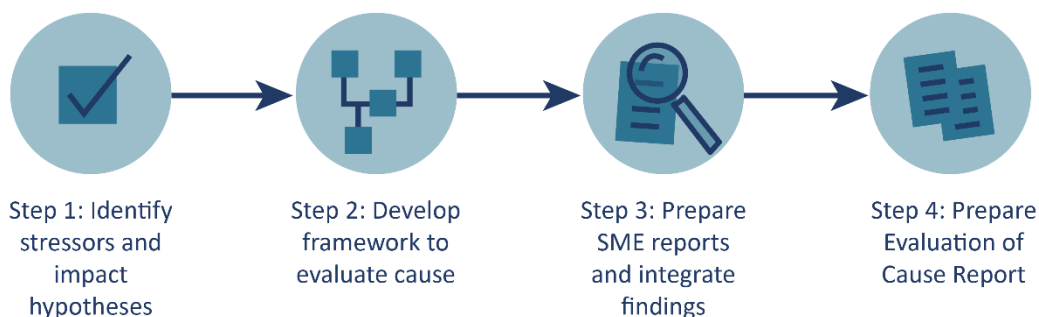 Step 1: Identify
stressors and
impact
hypotheses
Step 2: Develop
framework to
evaluate cause
Step 3: Prepare
SME reports
and integrate
findings
Step 4: Prepare
Evaluation of
Cause Report